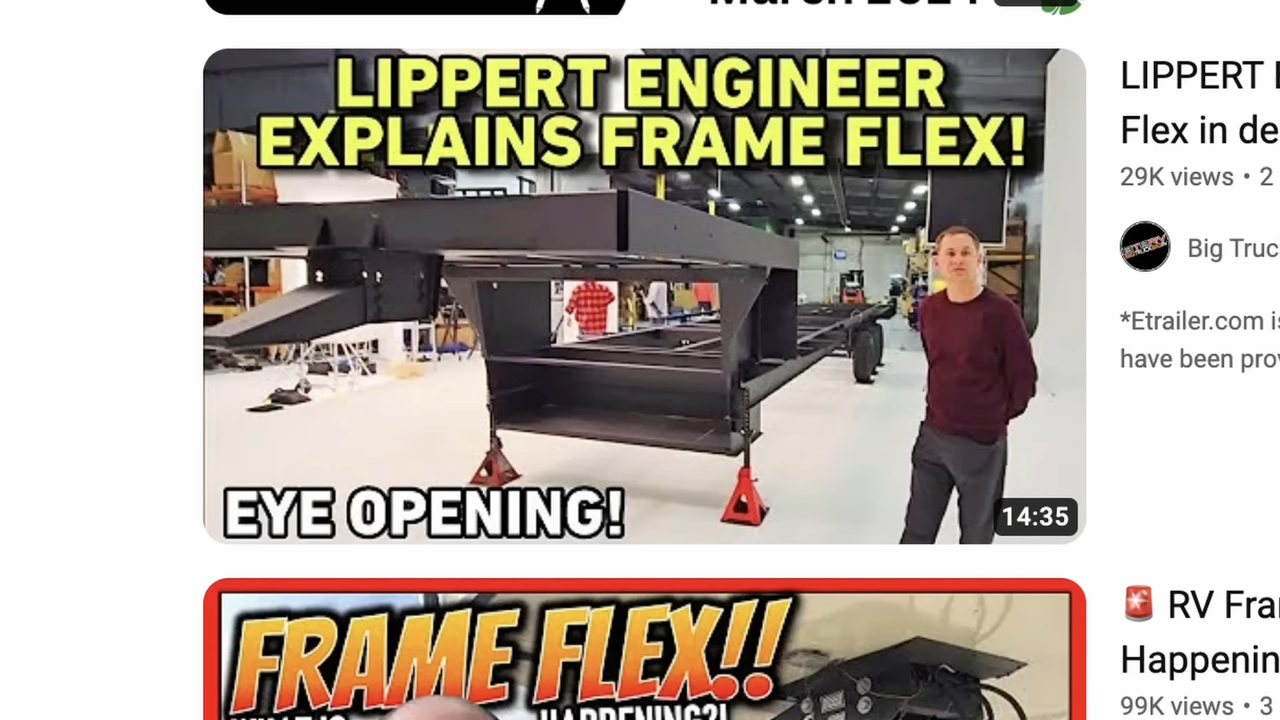 LIPPERT ENGINEER
EXPLAINS FRAME FLEX!
EYE OPENING!
14:35
LIPPERT
Flex in de
29K views • 2
Big Truc
*Etrailer.com is
have been prov
FRAME FLEX!!
HAPPENING?!
🚨 RV Fra
Happenin
99K views • 3